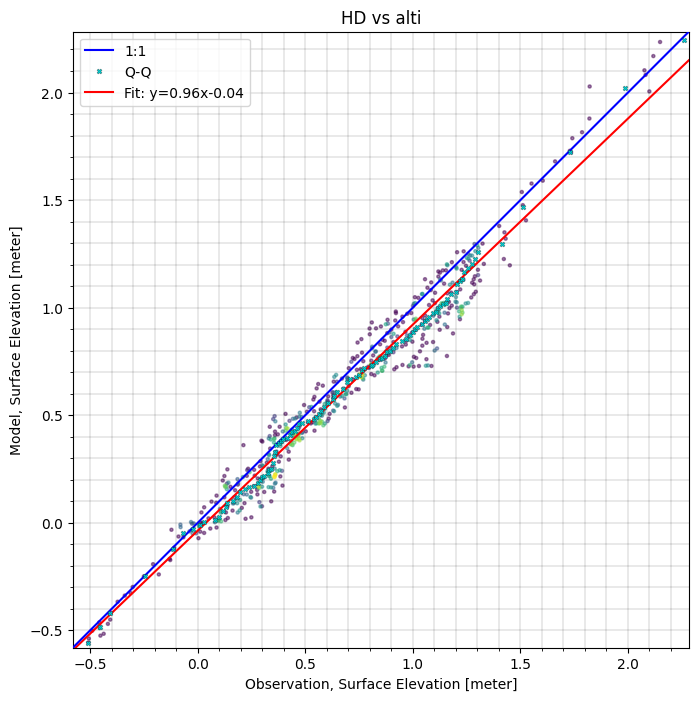 HD vs alti
1:1
Q-Q
Fit: y=0.96x-0.04
Model, Surface Elevation [meter]
2.0
1.5
1.0
0.5
0.0
−0.5
−0.5 0.0 0.5 1.0 1.5 2.0
Observation, Surface Elevation [meter]